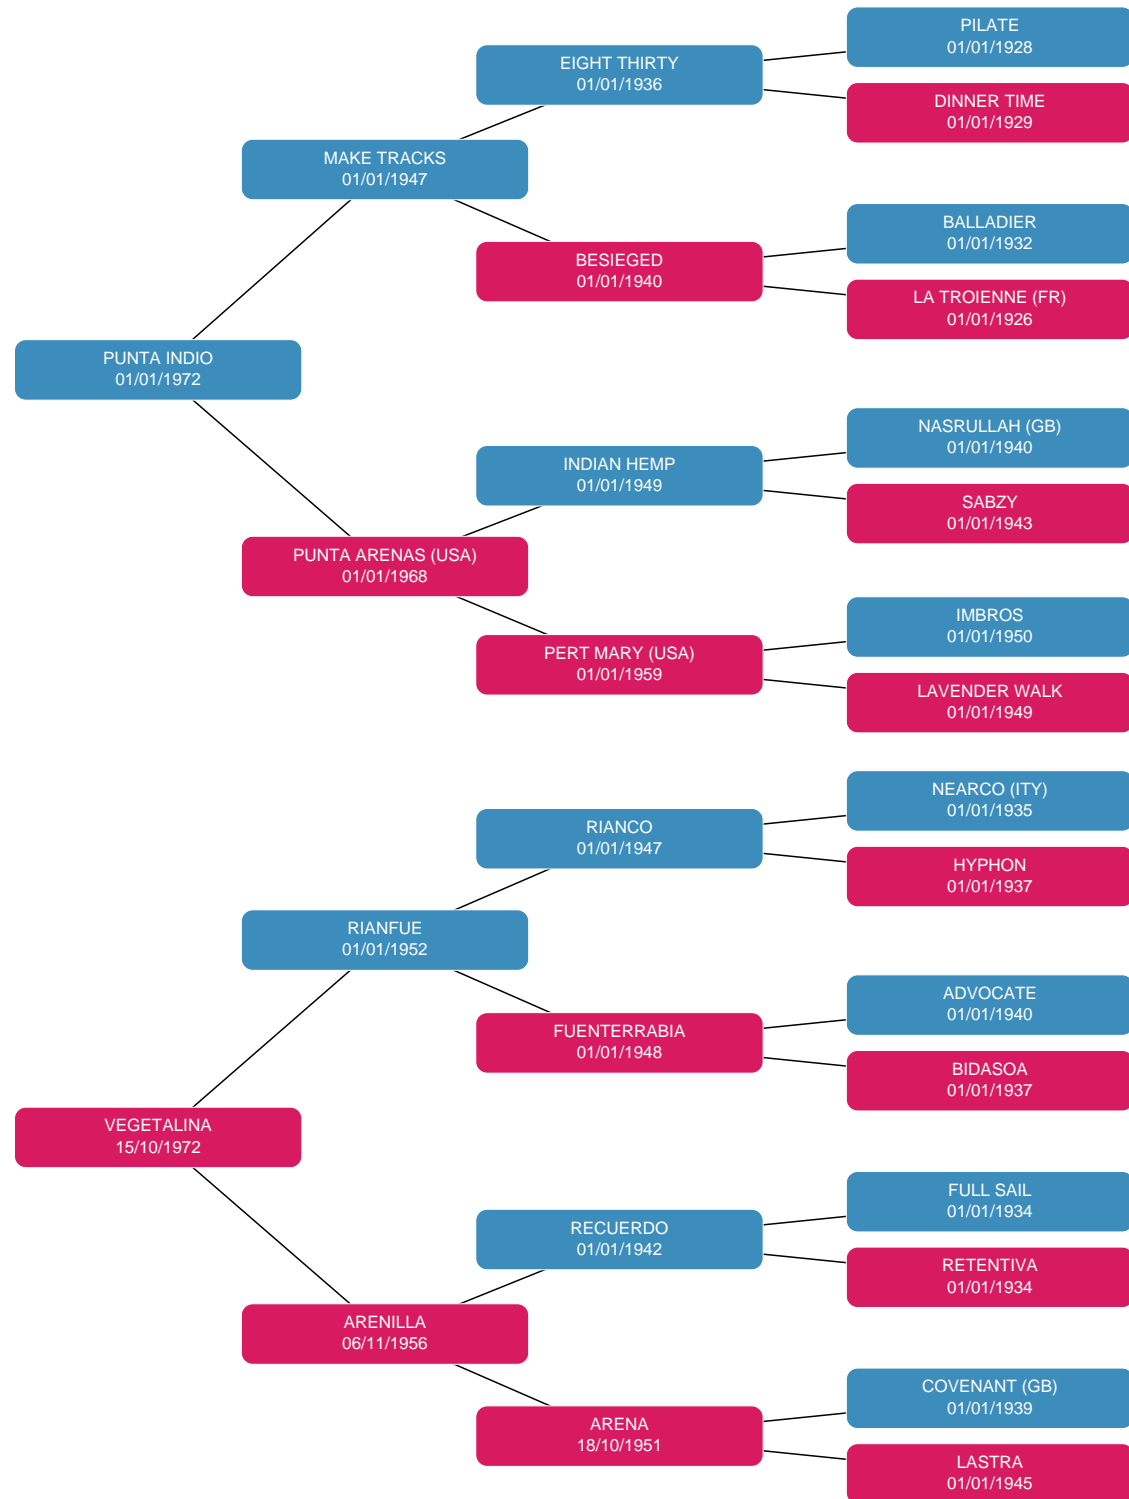 PILATE
01/01/1928
EIGHT THIRTY
01/01/1936
DINNER TIME
01/01/1929
MAKE TRACKS
01/01/1947
BALLADIER
01/01/1932
BESIEGED
01/01/1940
LA TROIENNE (FR)
01/01/1926
PUNTA INDIO
01/01/1972
NASRULLAH (GB)
01/01/1940
INDIAN HEMP
01/01/1949
SABZY
01/01/1943
PUNTA ARENAS (USA)
01/01/1968
IMBROS
01/01/1950
PERT MARY (USA)
01/01/1959
LAVENDER WALK
01/01/1949
NEARCO (ITY)
01/01/1935
RIANCO
01/01/1947
HYPHON
01/01/1937
RIANFUE
01/01/1952
ADVOCATE
01/01/1940
FUENTERRABIA
01/01/1948
BIDASOA
01/01/1937
VEGETALINA
15/10/1972
FULL SAIL
01/01/1934
RECUERDO
01/01/1942
RETENTIVA
01/01/1934
ARENILLA
06/11/1956
COVENANT (GB)
01/01/1939
ARENA
18/10/1951
LASTRA
01/01/1945